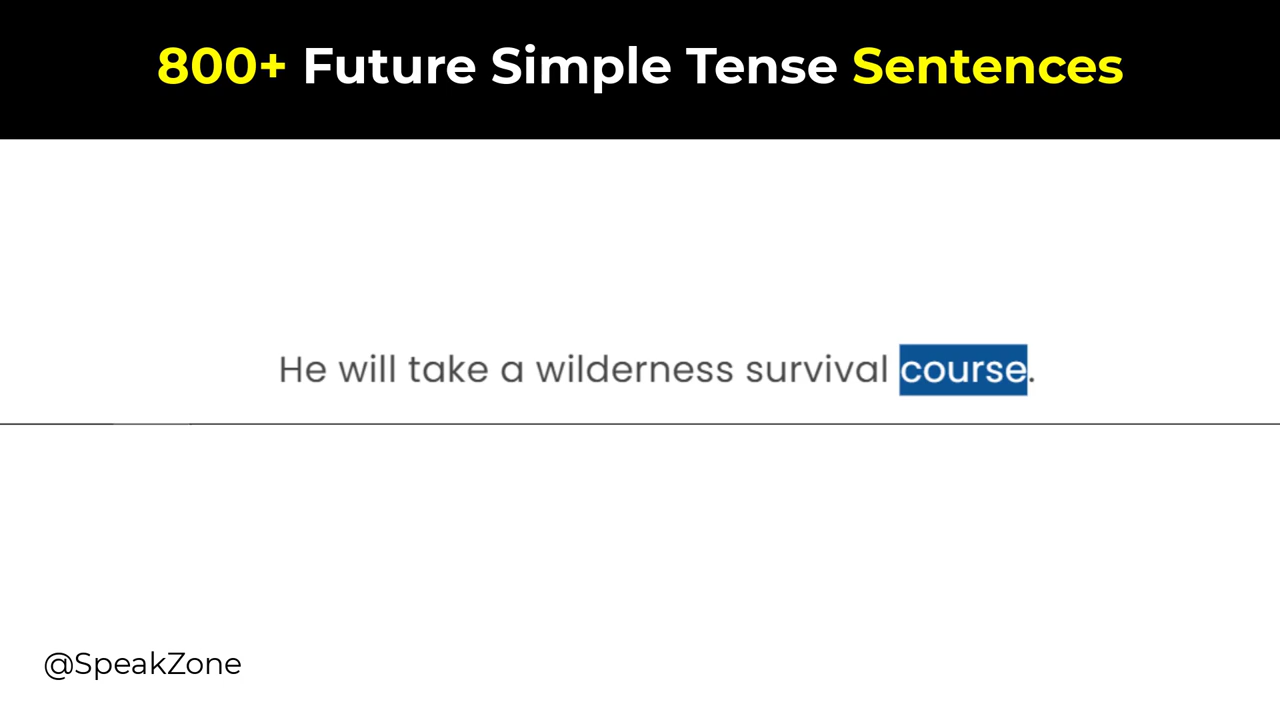 800+ Future Simple Tense Sentences
He will take a wilderness survival course.
@SpeakZone